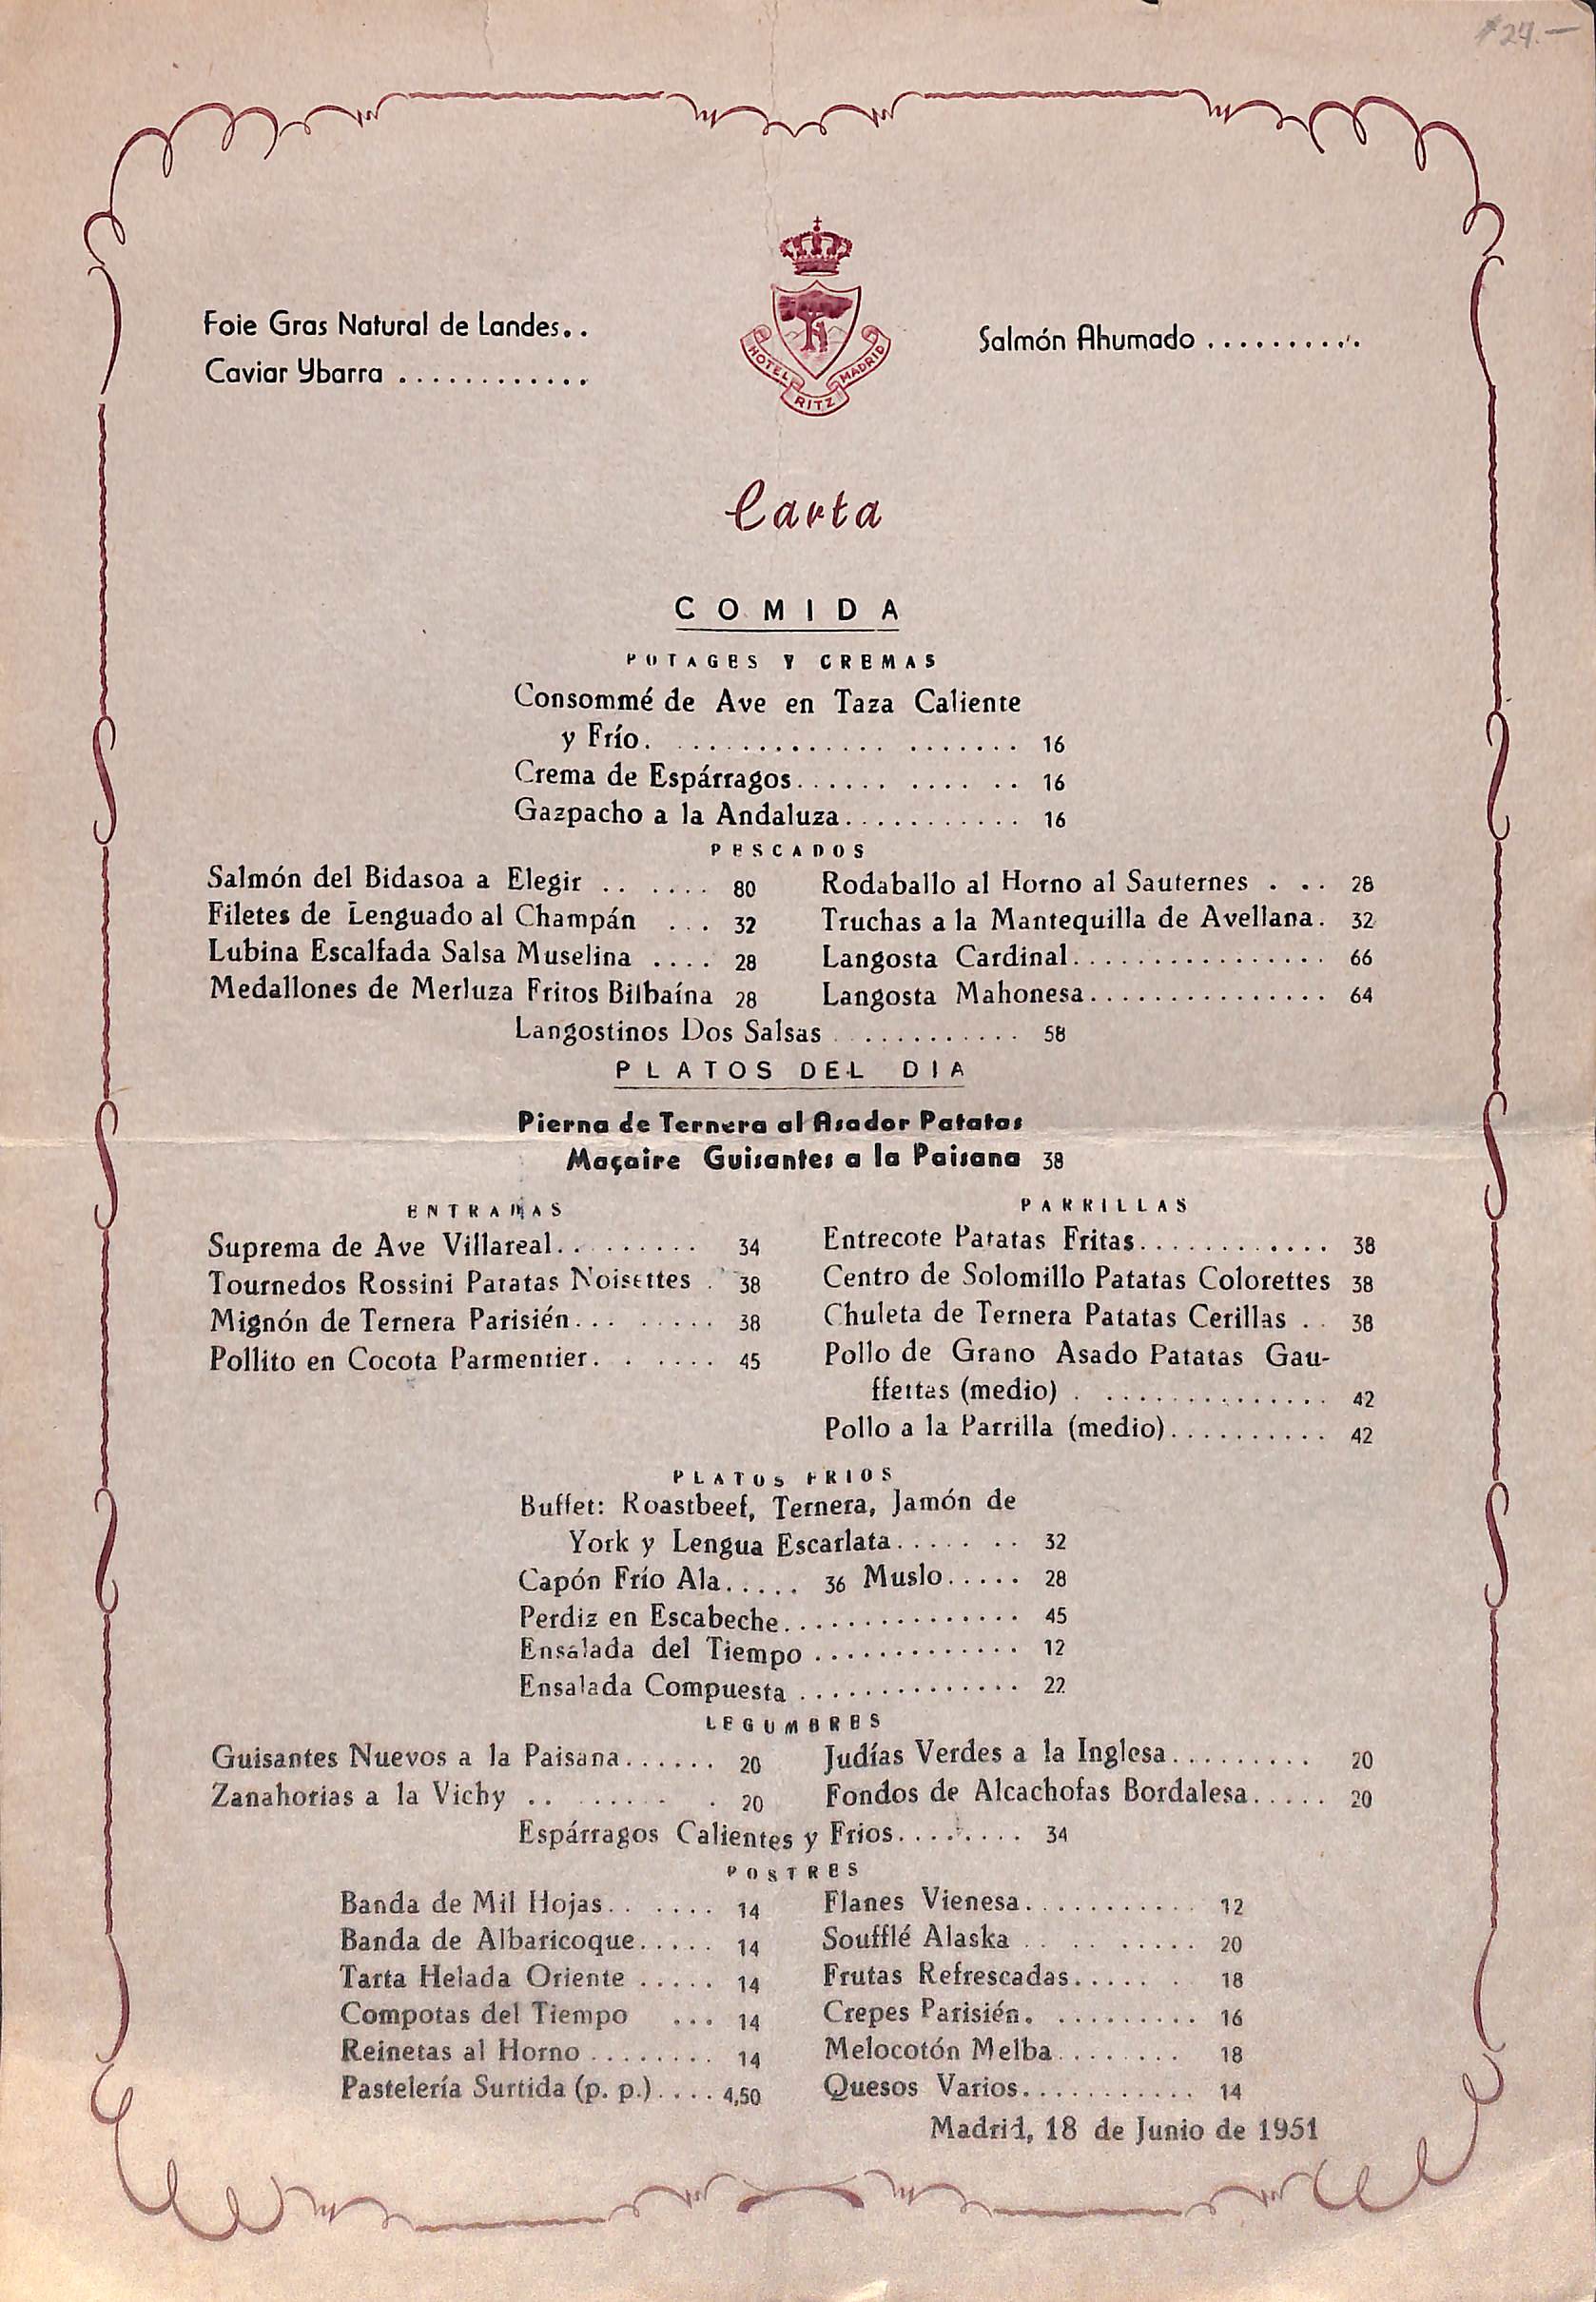 $24.—
Foie Gras Natural de Landes..
Caviar Ybarra ............
Salmón Ahumado ..........
HOTEL RITZ MADRID
Carta
COMIDA
POTAGES Y CREMAS
Consommé de Ave en Taza Caliente
y Frío. ............. ....... 16
Crema de Espárragos...... .... .. 16
Gazpacho a la Andaluza........... 16
PESCADOS
Salmón del Bidasoa a Elegir .. .... 80
Filetes de Lenguado al Champán ... 32
Lubina Escalfada Salsa Muselina .... 28
Medallones de Merluza Fritos Bilbaína 28
Rodaballo al Horno al Sauternes . .. 28
Truchas a la Mantequilla de Avellana. 32
Langosta Cardinal................ 66
Langosta Mahonesa............... 64
Langostinos Dos Salsas ............ 58
PLATOS DEL DIA
Pierna de Ternera al Asador Patatas
Maçaire Guisantes a la Paisana 38
ENTRADAS
Suprema de Ave Villareal......... 34
Tournedos Rossini Patatas Noisettes . 38
Mignón de Ternera Parisién... ...... 38
Pollito en Cocota Parmentier. . .... 45
PARRILLAS
Entrecote Patatas Fritas............ 38
Centro de Solomillo Patatas Colorettes 38
Chuleta de Ternera Patatas Cerillas .. 38
Pollo de Grano Asado Patatas Gau-
ffettas (medio) . .............. 42
Pollo a la Parrilla (medio).......... 42
PLATOS FRIOS
Buffet: Roastbeef, Ternera, Jamón de
York y Lengua Escarlata..... .. 32
Capón Frío Ala..... 36 Muslo..... 28
Perdiz en Escabeche............... 45
Ensalada del Tiempo ............. 12
Ensalada Compuesta .............. 22
LEGUMBRES
Guisantes Nuevos a la Paisana...... 20
Zanahorias a la Vichy .. ..... . 20
Judías Verdes a la Inglesa......... 20
Fondos de Alcachofas Bordalesa..... 20
Espárragos Calientes y Frios........ 34
POSTRES
Banda de Mil Hojas.. .... 14
Banda de Albaricoque..... 14
Tarta Helada Oriente ..... 14
Compotas del Tiempo ... 14
Reinetas al Horno ........ 14
Pastelería Surtida (p. p.).... 4,50
Flanes Vienesa........... 12
Soufflé Alaska .. . ..... 20
Frutas Refrescadas..... . 18
Crepes Parisién. ......... 16
Melocotón Melba........ 18
Quesos Varios........... 14
Madrid, 18 de Junio de 1951